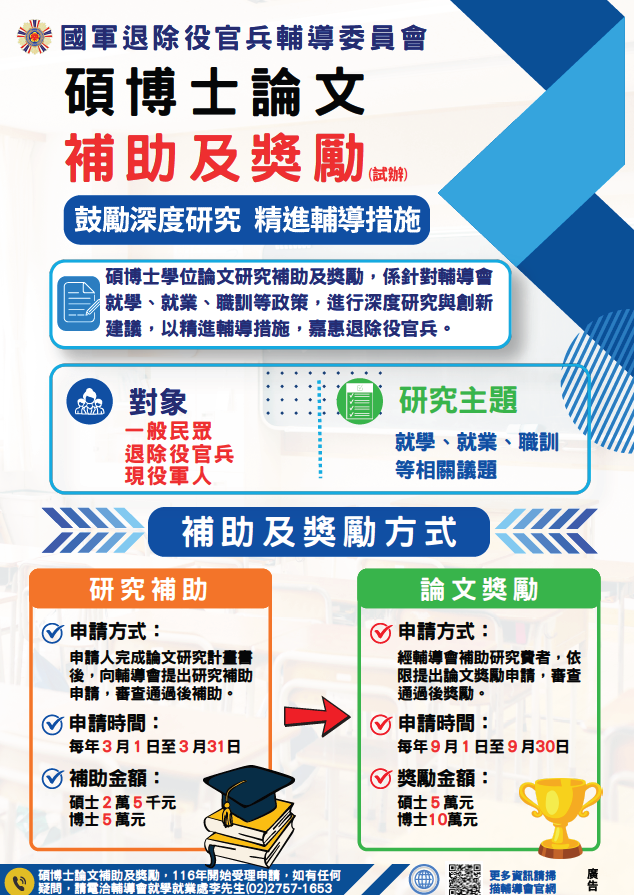 國軍退除役官兵輔導委員會
碩博士論文
補助及獎勵(試辦)
鼓勵深度研究 精進輔導措施
碩博士學位論文研究補助及獎勵，係針對輔導會
就學、就業、職訓等政策，進行深度研究與創新
建議，以精進輔導措施，嘉惠退除役官兵。
對象
一般民眾
退除役官兵
現役軍人
研究主題
就學、就業、職訓
等相關議題
補助及獎勵方式
研究補助
申請方式：
申請人完成論文研究計畫書
後，向輔導會提出研究補助
申請，審查通過後補助。
申請時間：
每年3月1日至3月31日
補助金額：
碩士2萬5千元
博士5萬元
論文獎勵
申請方式：
經輔導會補助研究費者，依
限提出論文獎勵申請，審查
通過後獎勵。
申請時間：
每年9月1日至9月30日
獎勵金額：
碩士5萬元
博士10萬元
碩博士論文補助及獎勵，116年開始受理申請，如有任何
疑問，請電洽輔導會就學就業處李先生(02)2757-1653
更多資訊請掃
描輔導會官網
廣告